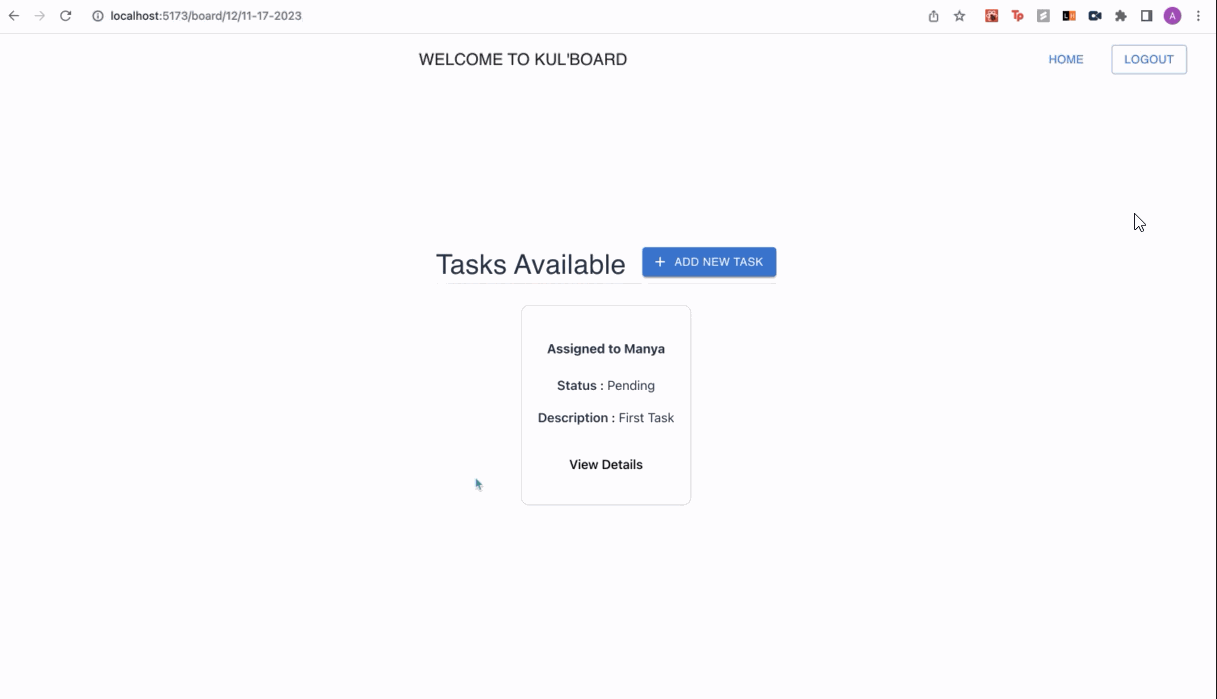 localhost:5173/board/12/11-17-2023
Tp
A
WELCOME TO KUL'BOARD
HOME
LOGOUT
Tasks Available
+ ADD NEW TASK
Assigned to Manya
Status : Pending
Description : First Task
View Details